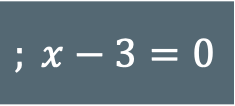 ; x − 3 = 0